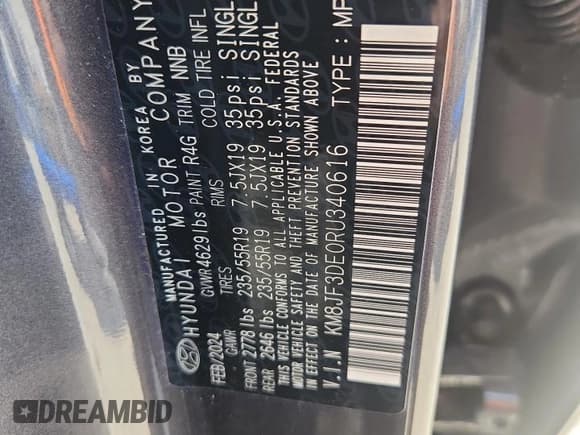 MANUFACTURED IN KOREA BY
HYUNDAI MOTOR COMPANY
FEB/2024 GVWR4629lbs PAINT R4G TRIM NNB
GAWR TIRES RIMS COLD TIRE INFL
FRONT 2778lbs 235/55R19 7.5JX19 35psi SINGL
REAR 2646lbs 235/55R19 7.5JX19 35psi SINGL
THIS VEHICLE CONFORMS TO ALL APPLICABLE U.S.A. FEDERAL
MOTOR VEHICLE SAFETY AND THEFT PREVENTION STANDARDS
IN EFFECT ON THE DATE OF MANUFACTURE SHOWN ABOVE
V.I.N KM8JF3DE0RU340616 TYPE : MP
DREAMBID